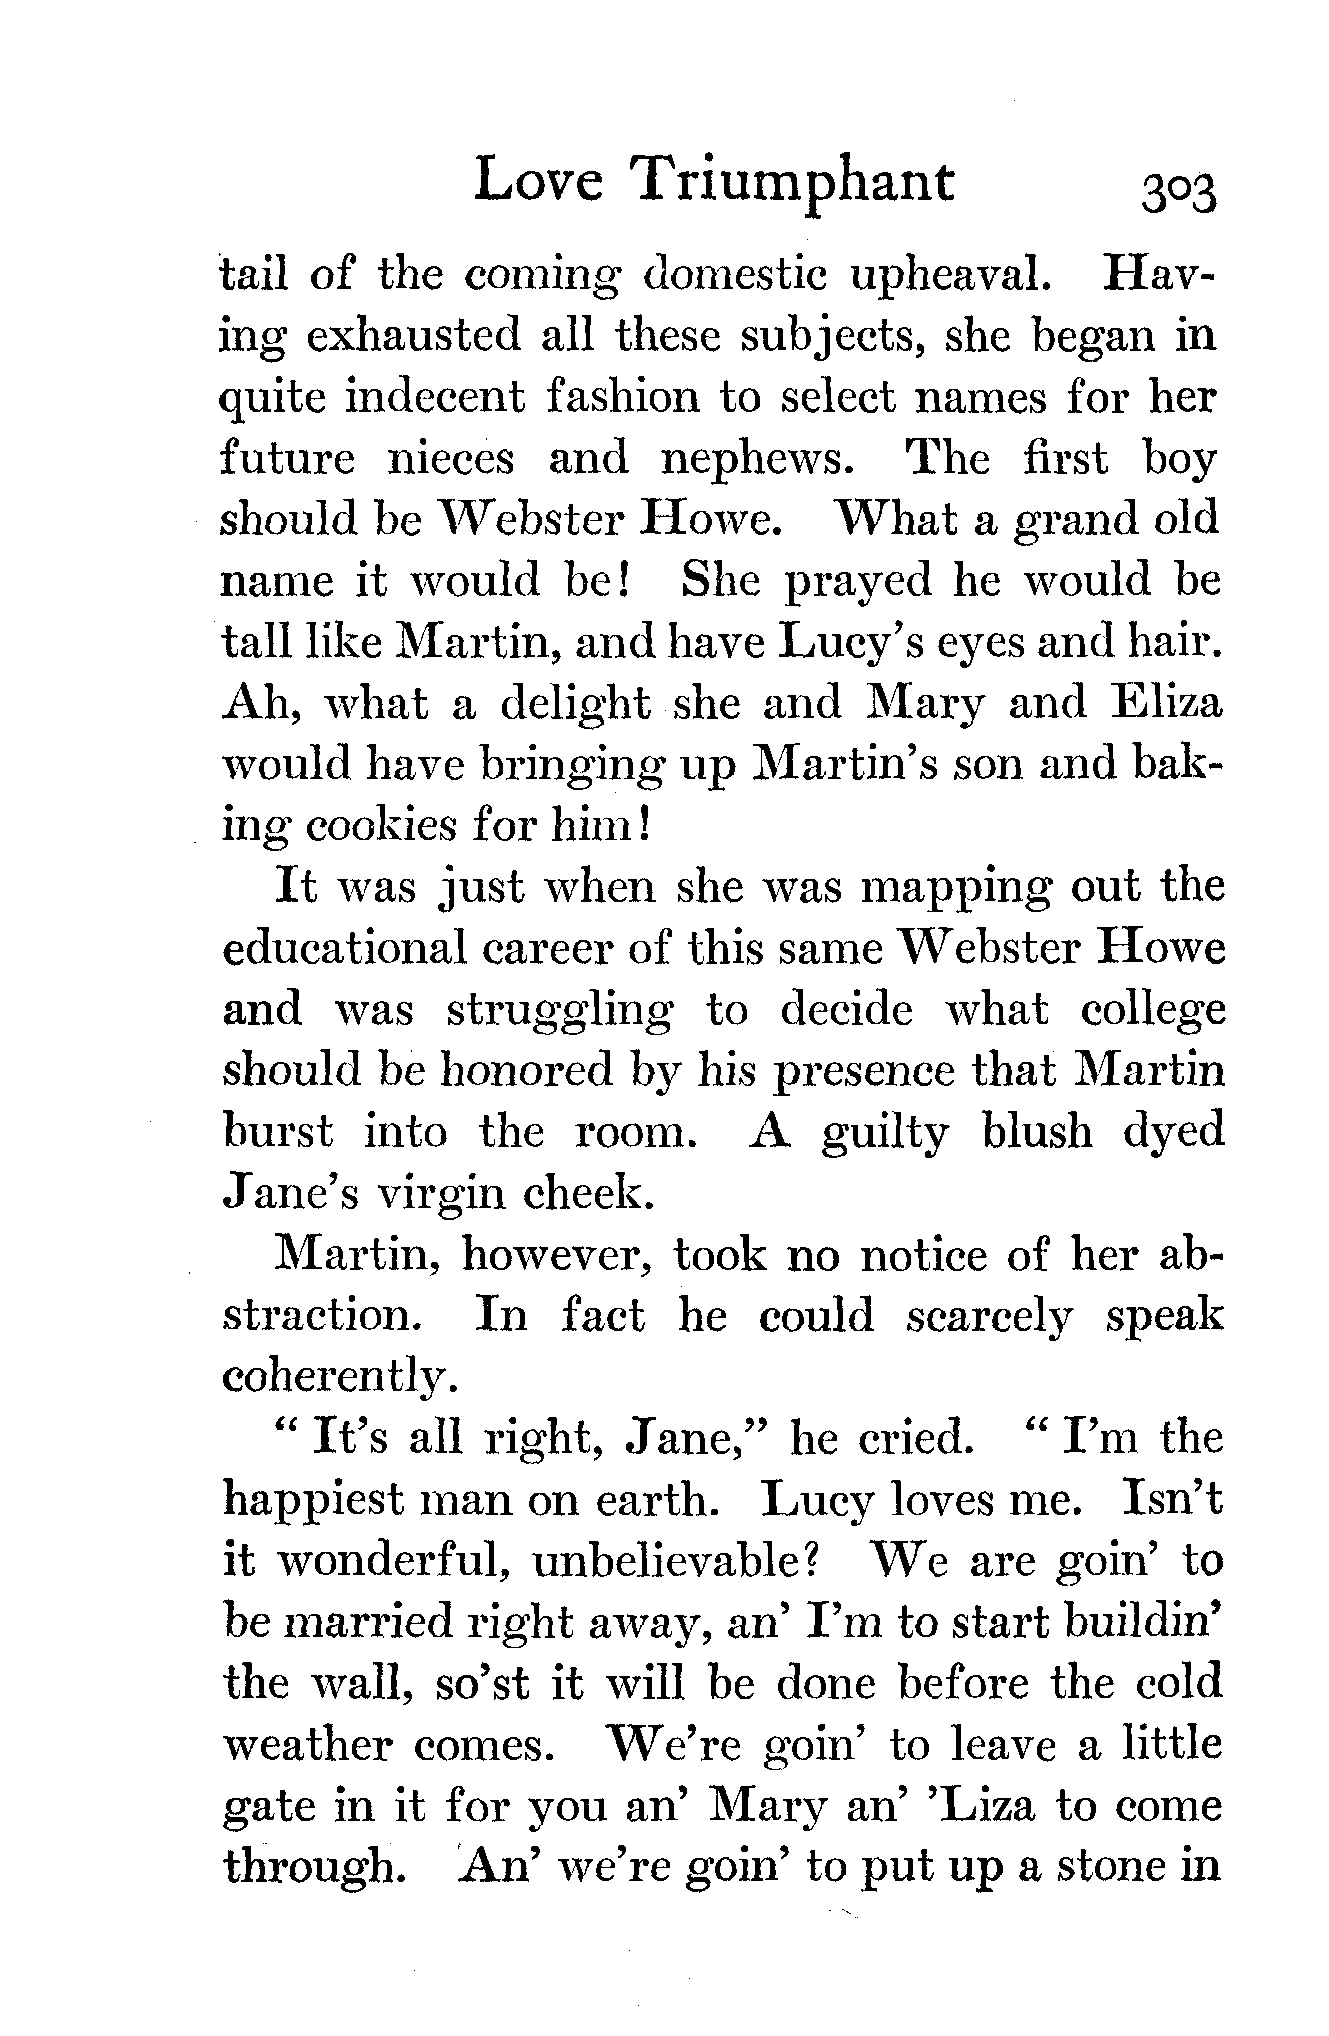 Love Triumphant 303
tail of the coming domestic upheaval. Hav-
ing exhausted all these subjects, she began in
quite indecent fashion to select names for her
future nieces and nephews. The first boy
should be Webster Howe. What a grand old
name it would be! She prayed he would be
tall like Martin, and have Lucy's eyes and hair.
Ah, what a delight she and Mary and Eliza
would have bringing up Martin's son and bak-
ing cookies for him!
It was just when she was mapping out the
educational career of this same Webster Howe
and was struggling to decide what college
should be honored by his presence that Martin
burst into the room. A guilty blush dyed
Jane's virgin cheek.
Martin, however, took no notice of her ab-
straction. In fact he could scarcely speak
coherently.
" It's all right, Jane," he cried. " I'm the
happiest man on earth. Lucy loves me. Isn't
it wonderful, unbelievable? We are goin' to
be married right away, an' I'm to start buildin'
the wall, so'st it will be done before the cold
weather comes. We're goin' to leave a little
gate in it for you an' Mary an' 'Liza to come
through. An' we're goin' to put up a stone in